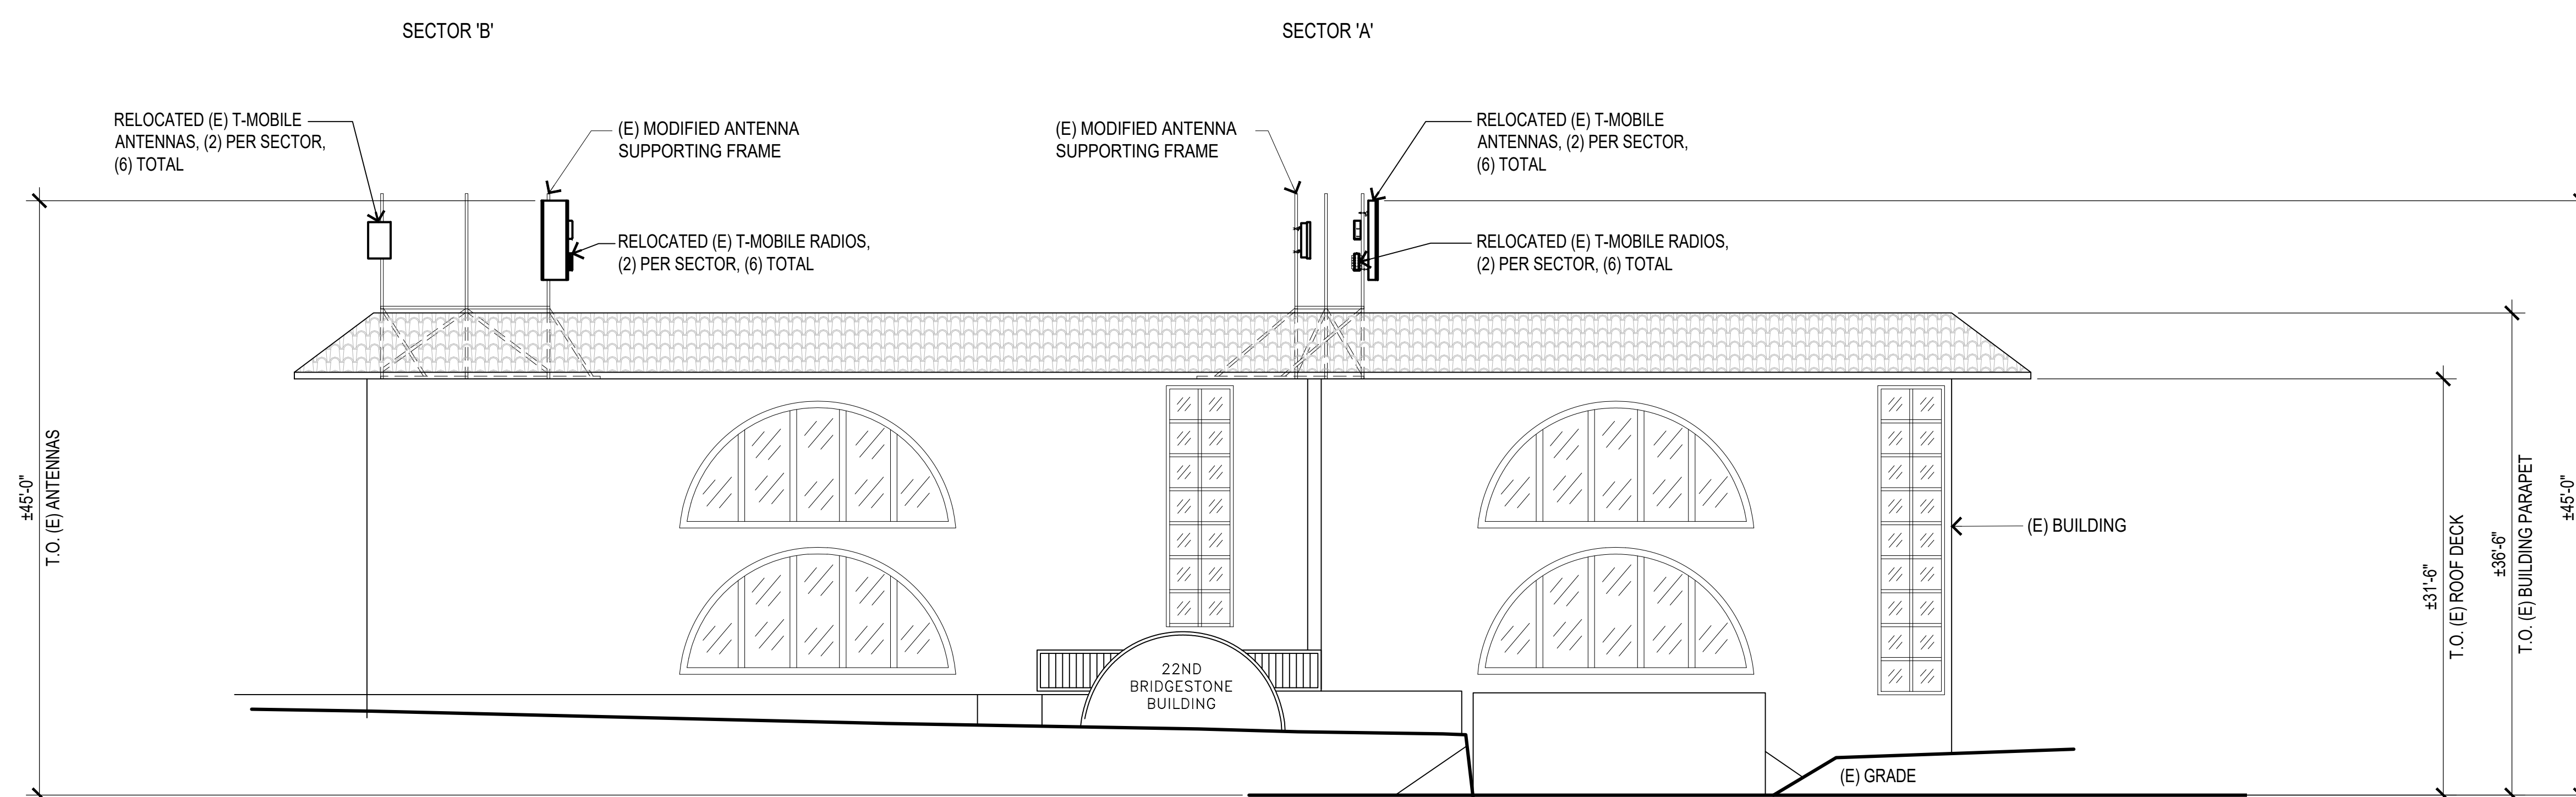 SECTOR 'B'
SECTOR 'A'
RELOCATED (E) T-MOBILE
ANTENNAS, (2) PER SECTOR,
(6) TOTAL
(E) MODIFIED ANTENNA
SUPPORTING FRAME
(E) MODIFIED ANTENNA
SUPPORTING FRAME
RELOCATED (E) T-MOBILE
ANTENNAS, (2) PER SECTOR,
(6) TOTAL
RELOCATED (E) T-MOBILE RADIOS,
(2) PER SECTOR, (6) TOTAL
RELOCATED (E) T-MOBILE RADIOS,
(2) PER SECTOR, (6) TOTAL
±45'-0"
T.O. (E) ANTENNAS
(E) BUILDING
±31'-6"
T.O. (E) ROOF DECK
±36'-6"
T.O. (E) BUILDING PARAPET
±45'-0"
22ND
BRIDGESTONE
BUILDING
(E) GRADE